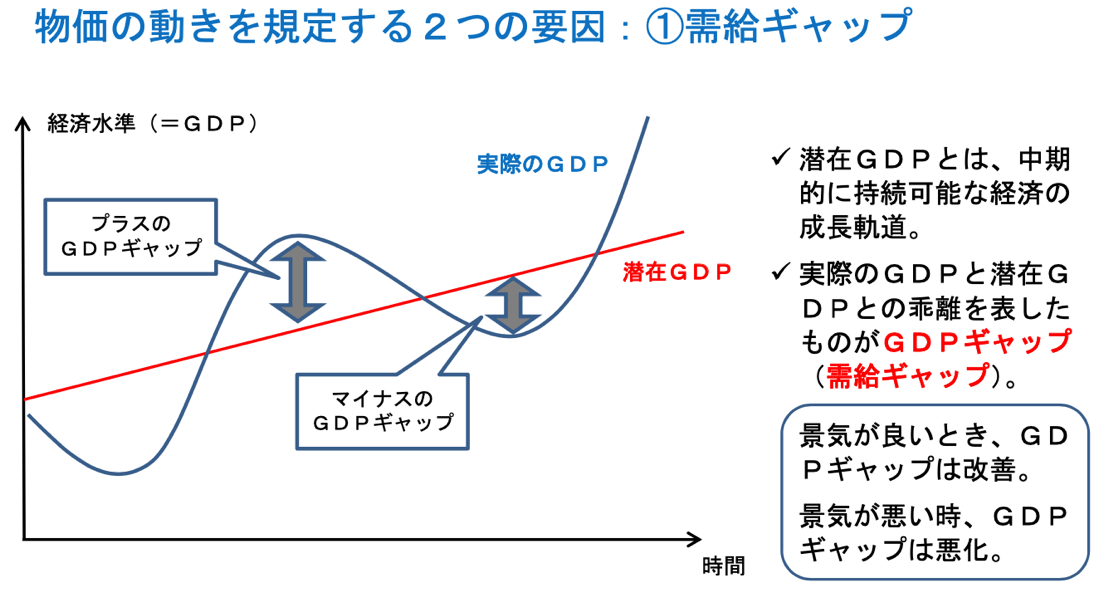 物価の動きを規定する２つの要因：①需給ギャップ
経済水準（＝ＧＤＰ）
実際のＧＤＰ
プラスの
ＧＤＰギャップ
潜在ＧＤＰ
マイナスの
ＧＤＰギャップ
時間
✓ 潜在ＧＤＰとは、中期
的に持続可能な経済の
成長軌道。
✓ 実際のＧＤＰと潜在Ｇ
ＤＰとの乖離を表した
ものがＧＤＰギャップ
（需給ギャップ）。
景気が良いとき、ＧＤ
Ｐギャップは改善。
景気が悪い時、ＧＤＰ
ギャップは悪化。